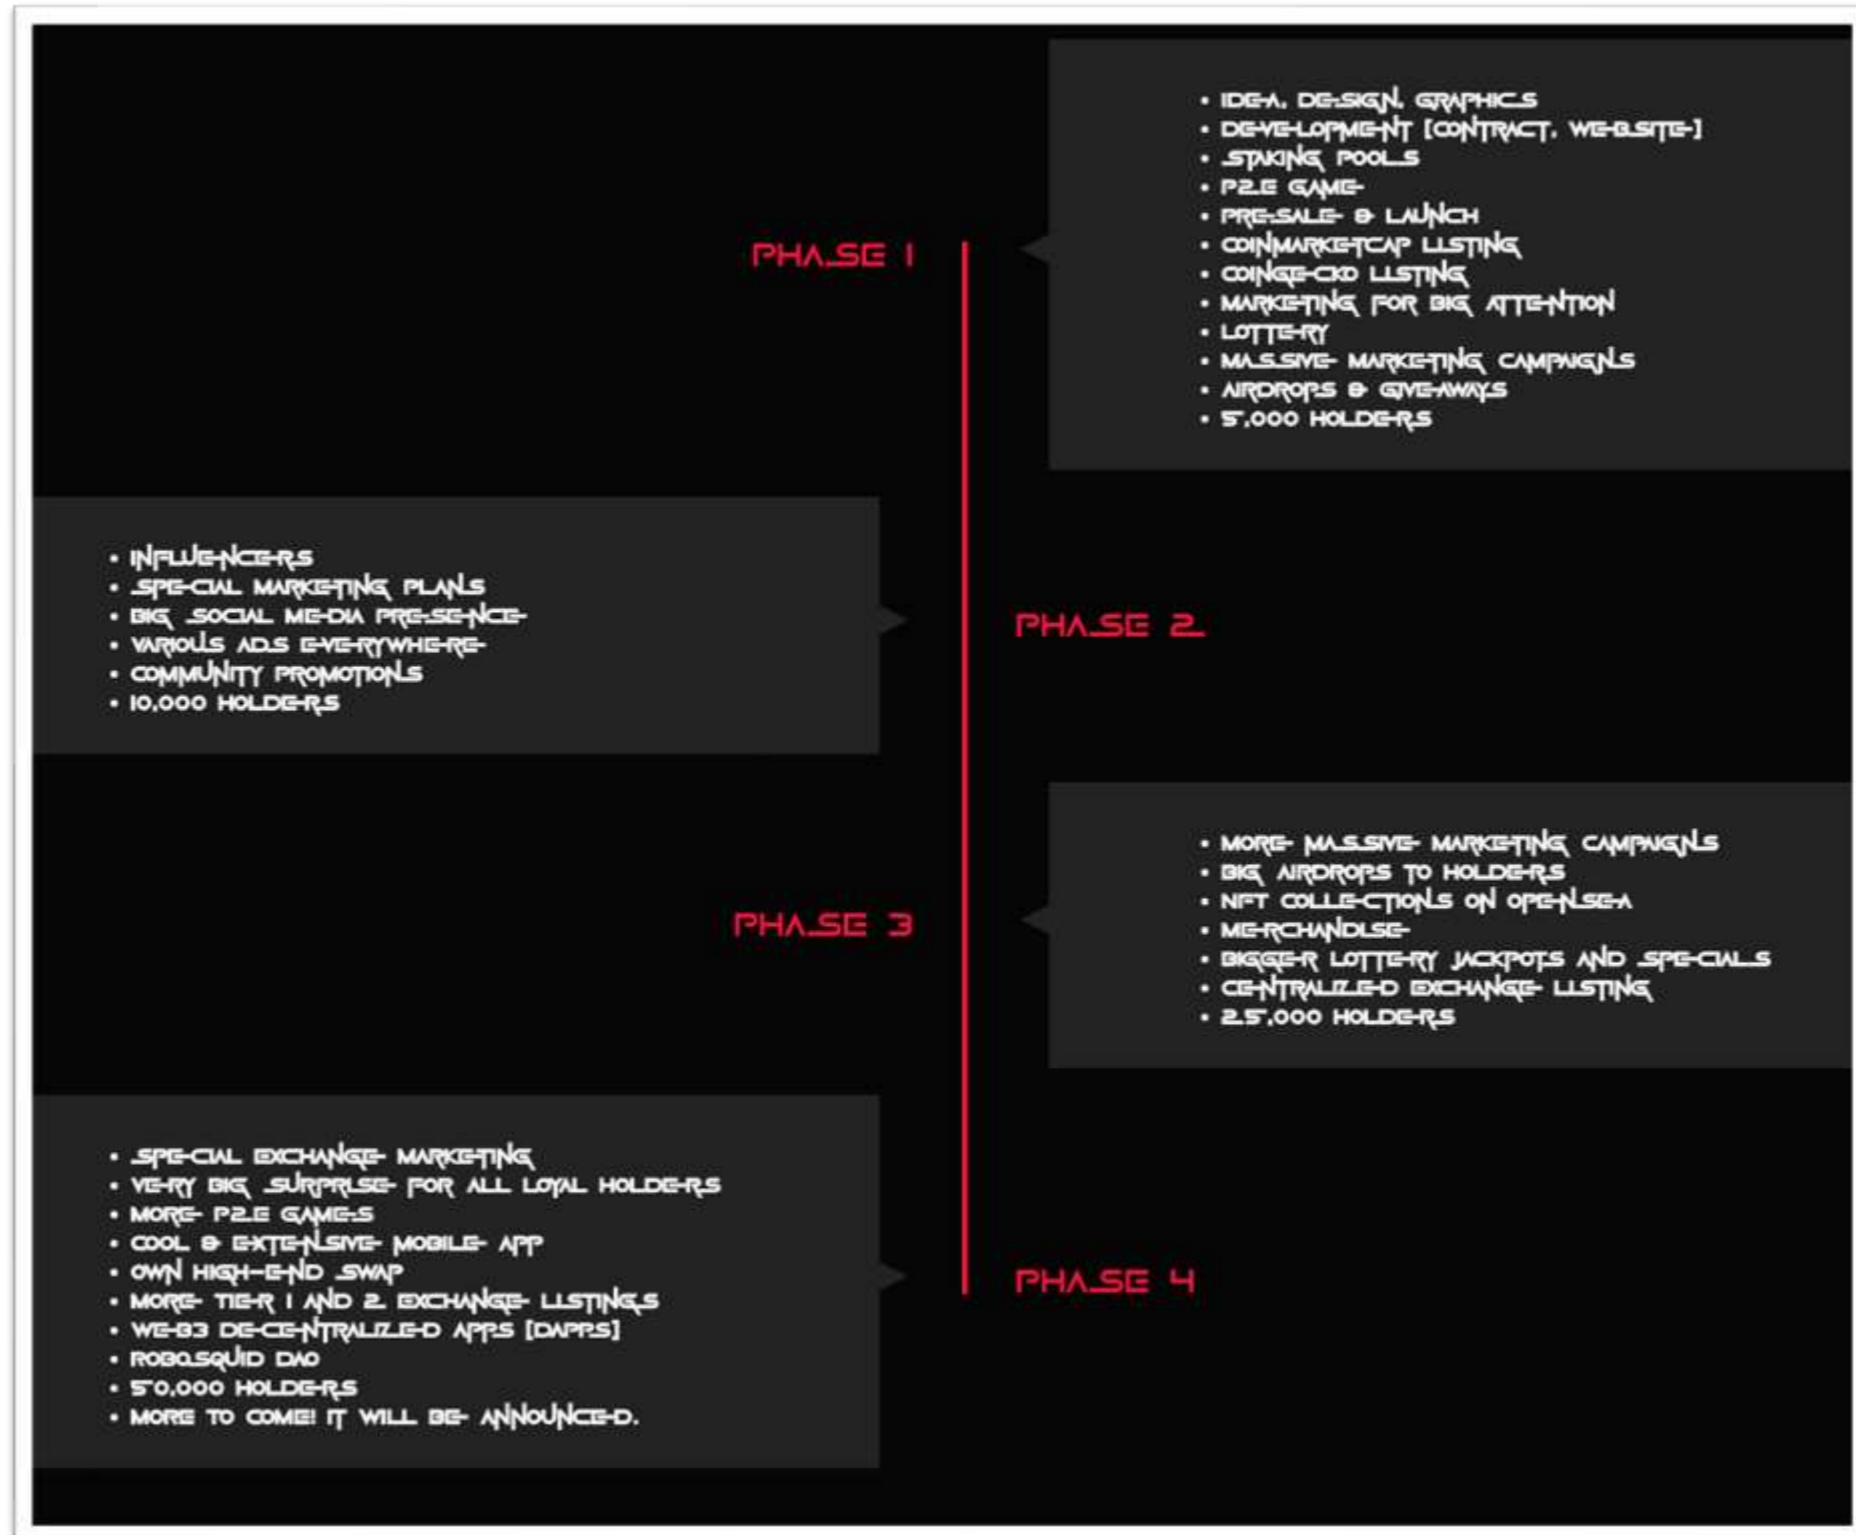 PHASE 1
• IDEA, DESIGN, GRAPHICS
• DEVELOPMENT [CONTRACT, WEBSITE]
• STAKING POOLS
• P2E GAME
• PRESALE & LAUNCH
• COINMARKETCAP LISTING
• COINGECKO LISTING
• MARKETING FOR BIG ATTENTION
• LOTTERY
• MASSIVE MARKETING CAMPAIGNS
• AIRDROPS & GIVEAWAYS
• 5,000 HOLDERS
PHASE 2
• INFLUENCERS
• SPECIAL MARKETING PLANS
• BIG SOCIAL MEDIA PRESENCE
• VARIOUS ADS EVERYWHERE
• COMMUNITY PROMOTIONS
• 10,000 HOLDERS
PHASE 3
• MORE MASSIVE MARKETING CAMPAIGNS
• BIG AIRDROPS TO HOLDERS
• NFT COLLECTIONS ON OPENSEA
• MERCHANDISE
• BIGGER LOTTERY JACKPOTS AND SPECIALS
• CENTRALIZED EXCHANGE LISTING
• 25,000 HOLDERS
PHASE 4
• SPECIAL EXCHANGE MARKETING
• VERY BIG SURPRISE FOR ALL LOYAL HOLDERS
• MORE P2E GAMES
• COOL & EXTENSIVE MOBILE APP
• OWN HIGH-END SWAP
• MORE TIER 1 AND 2 EXCHANGE LISTINGS
• WEB3 DECENTRALIZED APPS [DAPPS]
• ROBOSQUID DAO
• 50,000 HOLDERS
• MORE TO COME! IT WILL BE ANNOUNCED.